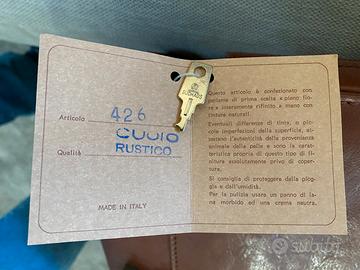 Articolo 426
CUOIO
RUSTICO
Qualità
MADE IN ITALY
Questo articolo è confezionato con
pellame di prima scelta a pieno fio-
re e interamente rifinito a mano con
tinture naturali.
Eventuali differenze di tinta, o pic-
cole imperfezioni della superficie, at-
testano l'autenticità della provenienza
animale della pelle e sono la carat-
teristica propria di questo tipo di fi-
nitura assolutamente privo di coper-
tura.
Si consiglia di proteggere dalla piog-
gia e dall'umidità.
Per la pulizia usare un panno di la-
na morbido ed una crema neutra.